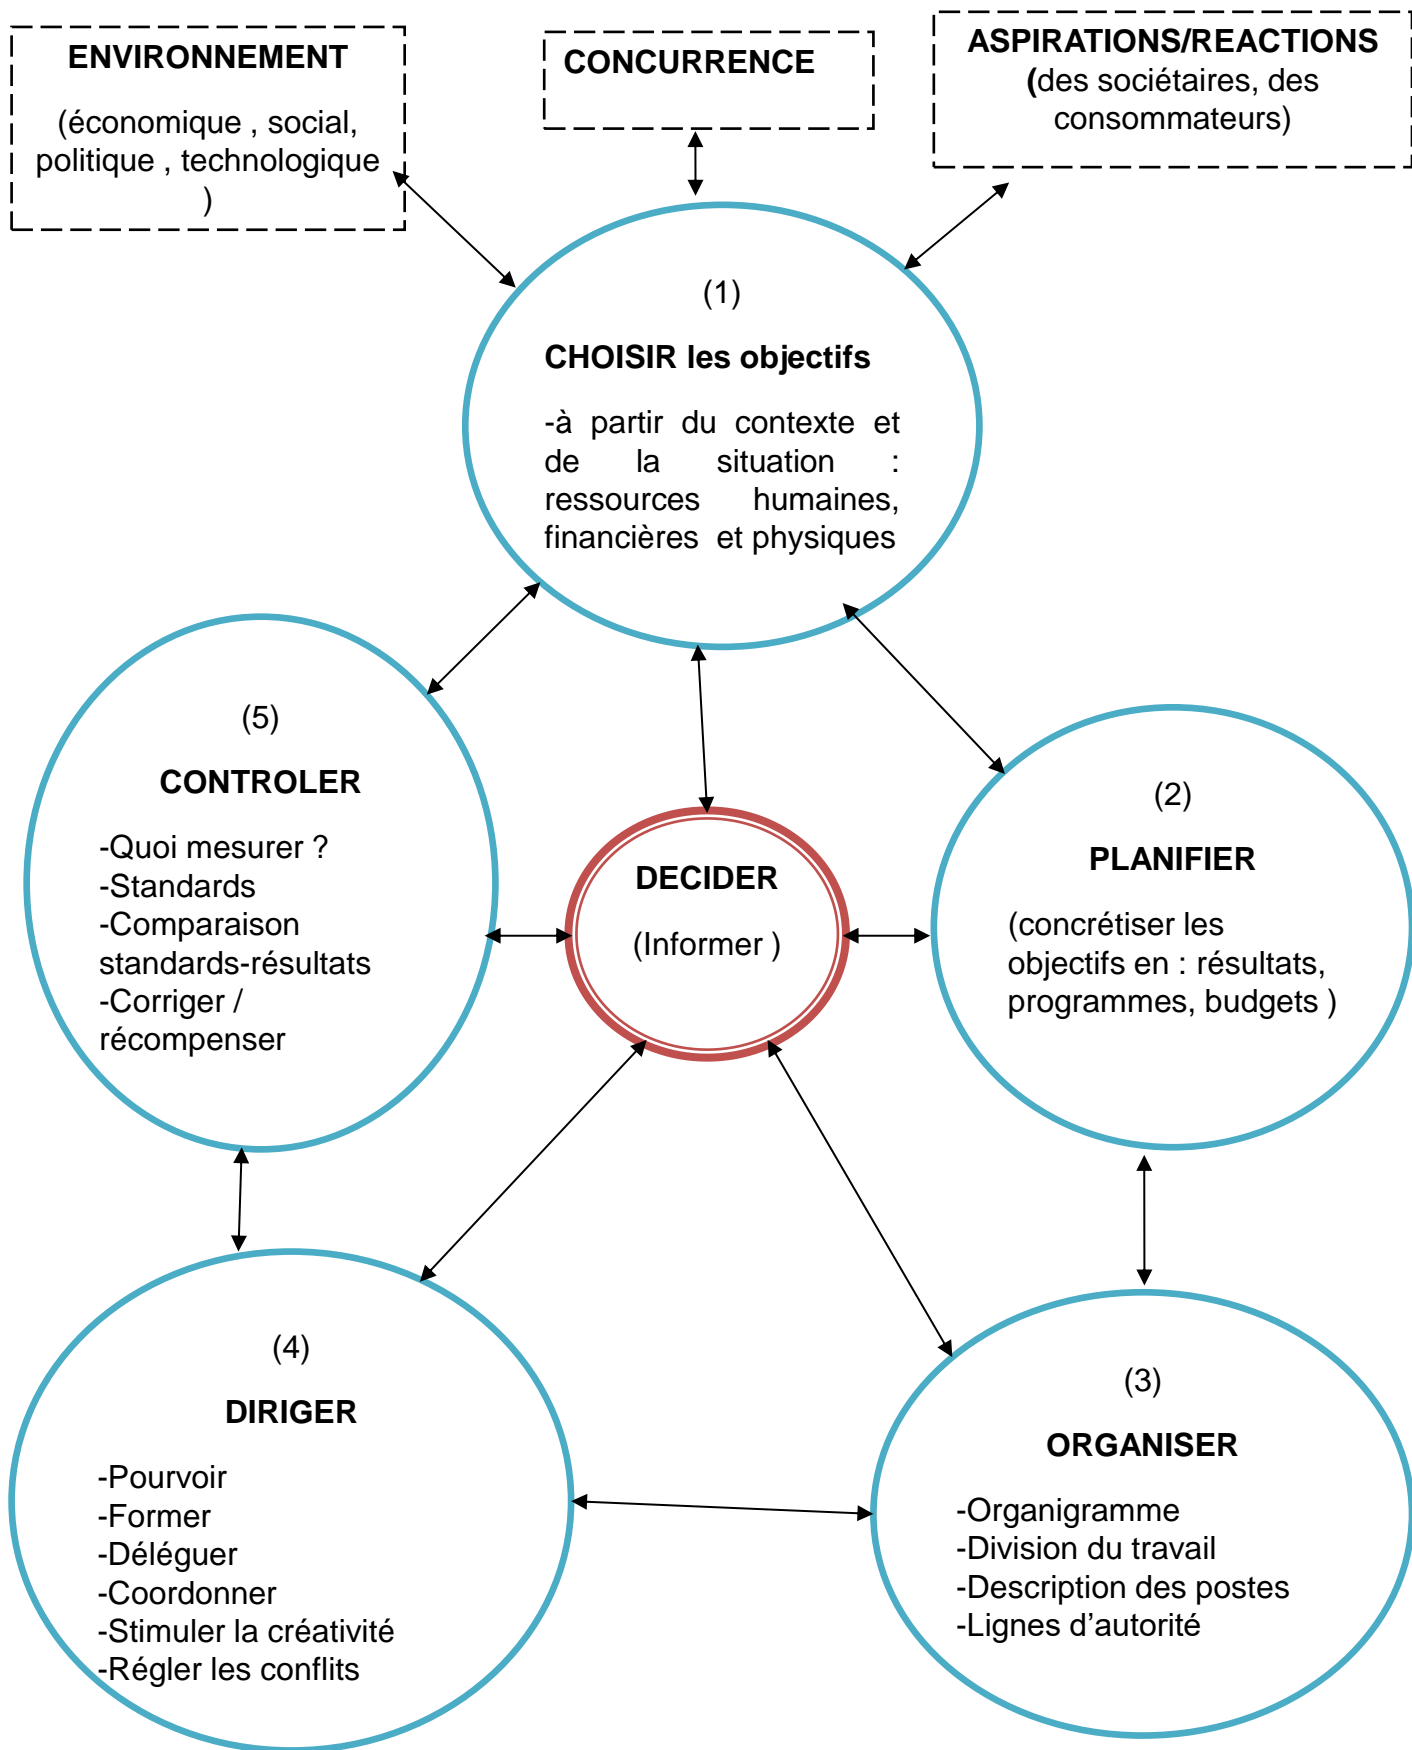 ENVIRONNEMENT
(économique , social,
politique , technologique
)
CONCURRENCE
ASPIRATIONS/REACTIONS
(des sociétaires, des
consommateurs)
(1)
CHOISIR les objectifs
-à partir du contexte et
de la situation :
ressources humaines,
financières et physiques
(5)
CONTROLER
-Quoi mesurer ?
-Standards
-Comparaison
standards-résultats
-Corriger /
récompenser
DECIDER
(Informer )
(2)
PLANIFIER
(concrétiser les
objectifs en : résultats,
programmes, budgets )
(4)
DIRIGER
-Pourvoir
-Former
-Déléguer
-Coordonner
-Stimuler la créativité
-Régler les conflits
(3)
ORGANISER
-Organigramme
-Division du travail
-Description des postes
-Lignes d’autorité